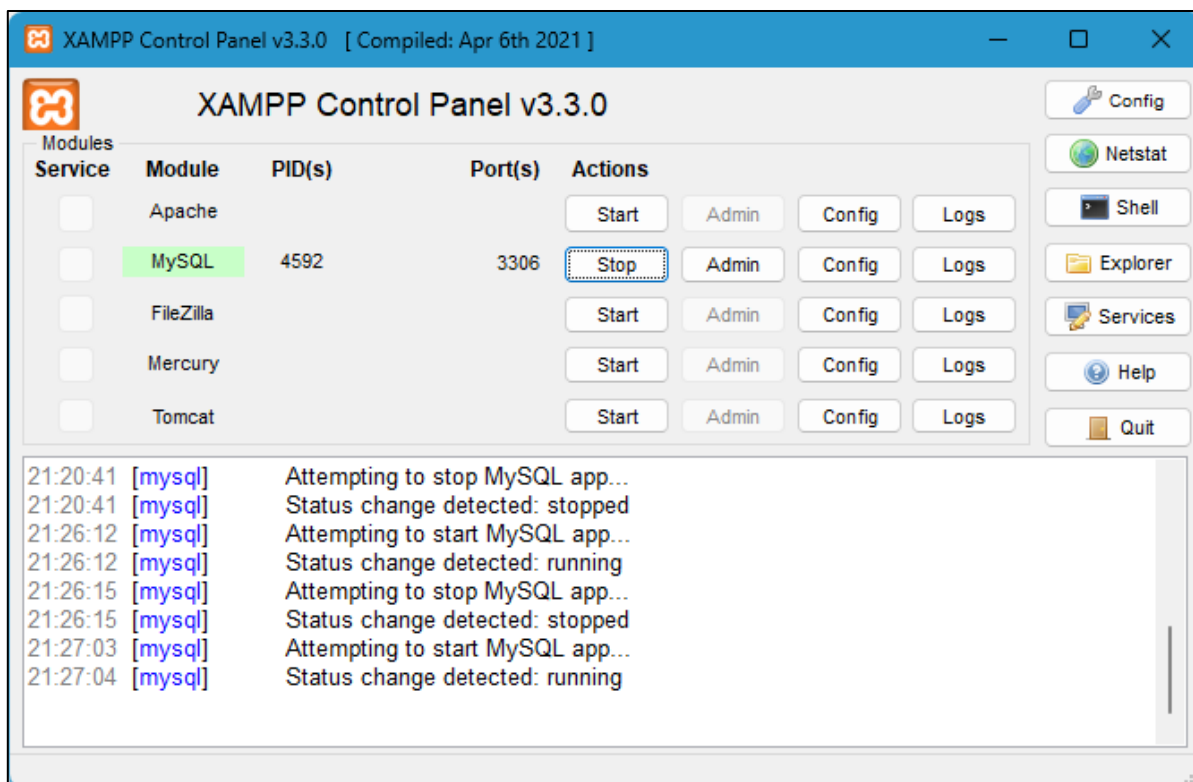 XAMPP Control Panel v3.3.0 [ Compiled: Apr 6th 2021 ]
XAMPP Control Panel v3.3.0
Config
Modules
Service Module PID(s) Port(s) Actions
Netstat
Apache Start Admin Config Logs
Shell
MySQL 4592 3306 Stop Admin Config Logs
Explorer
FileZilla Start Admin Config Logs
Services
Mercury Start Admin Config Logs
Help
Tomcat Start Admin Config Logs
Quit
21:20:41 [mysql] Attempting to stop MySQL app...
21:20:41 [mysql] Status change detected: stopped
21:26:12 [mysql] Attempting to start MySQL app...
21:26:12 [mysql] Status change detected: running
21:26:15 [mysql] Attempting to stop MySQL app...
21:26:15 [mysql] Status change detected: stopped
21:27:03 [mysql] Attempting to start MySQL app...
21:27:04 [mysql] Status change detected: running